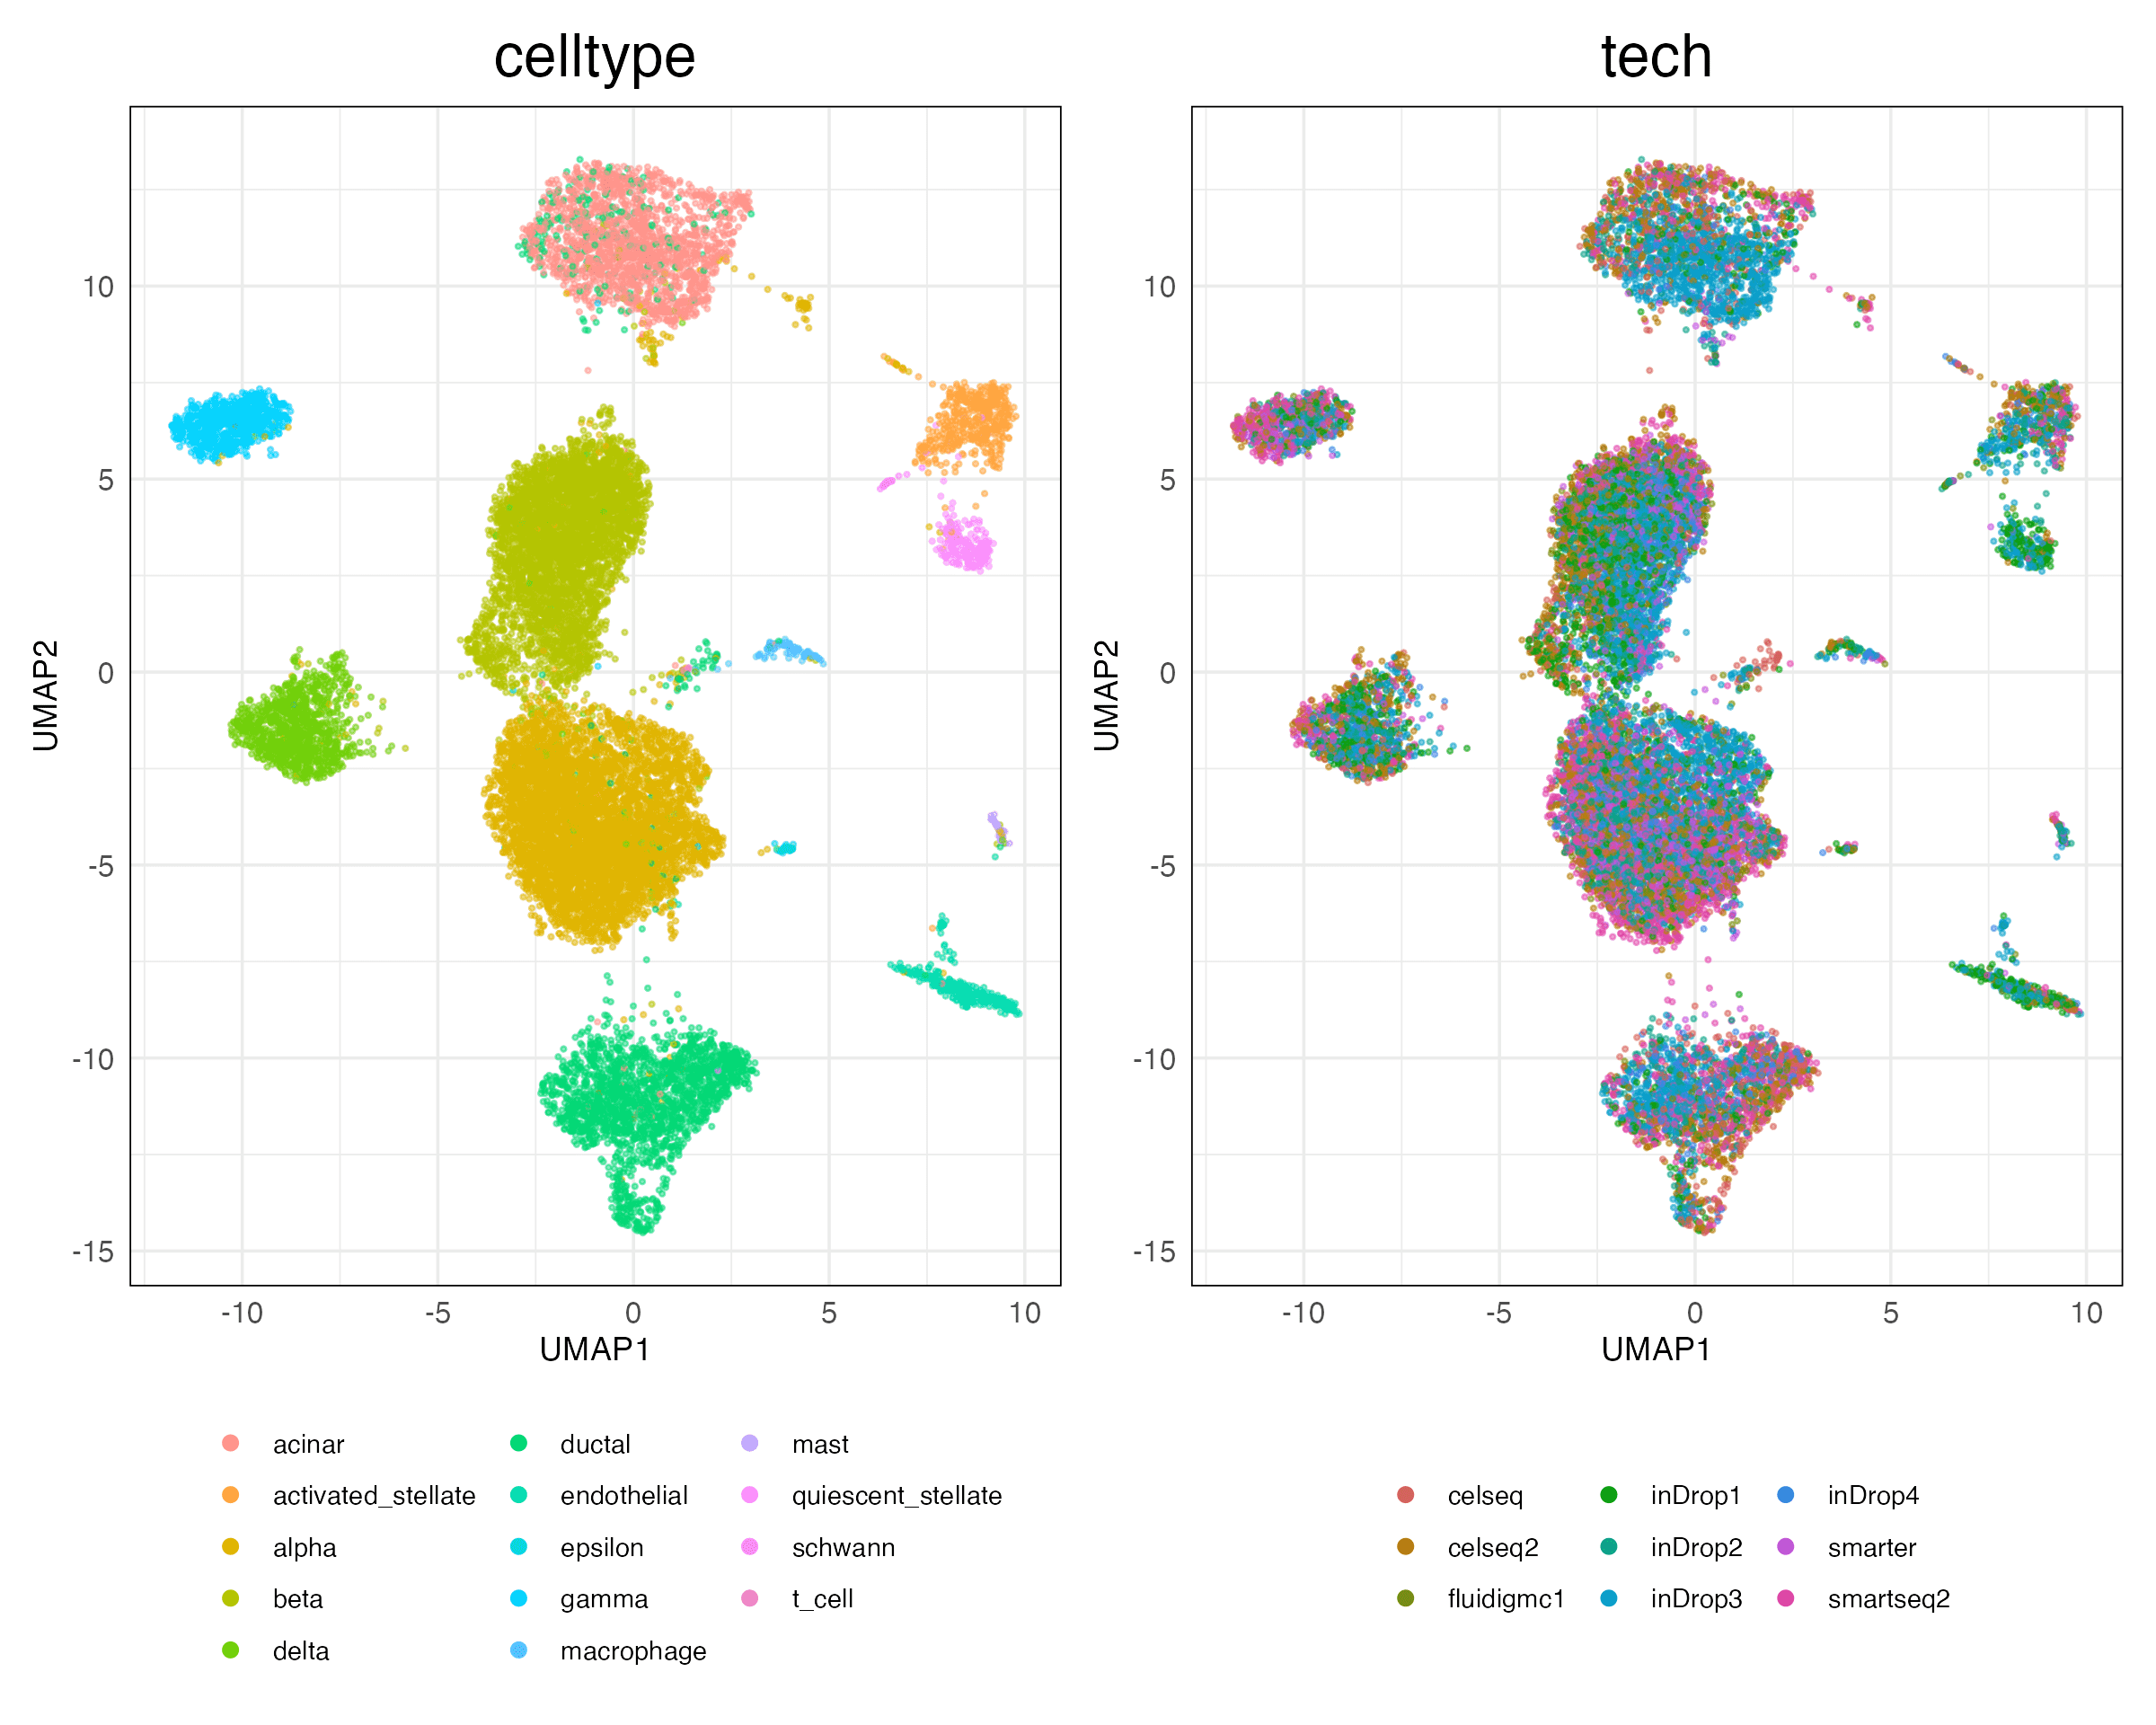 celltype
tech
UMAP2
10
5
0
-5
-10
-15
-10
-5
0
5
10
UMAP1
UMAP2
10
5
0
-5
-10
-15
-10
-5
0
5
10
UMAP1
acinar
activated_stellate
alpha
beta
delta
ductal
endothelial
epsilon
gamma
macrophage
mast
quiescent_stellate
schwann
t_cell
celseq
celseq2
fluidigmc1
inDrop1
inDrop2
inDrop3
inDrop4
smarter
smartseq2